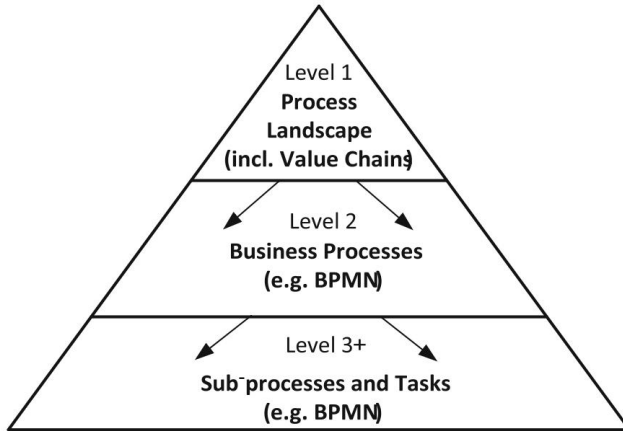 Level 1
Process
Landscape
(incl. Value Chains)
Level 2
Business Processes
(e.g. BPMN)
Level 3+
Sub-processes and Tasks
(e.g. BPMN)